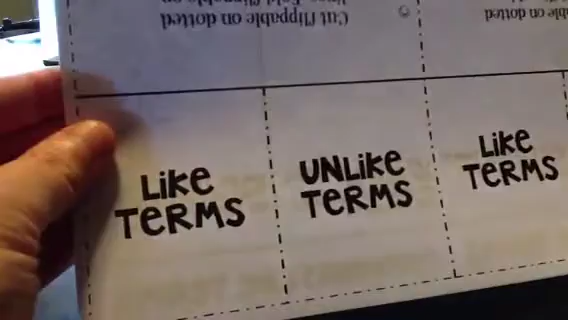 Cut flippable on dotted
ble on dotted
LIKE
TERMS
UNLIKE
TERMS
LIKE
TERMS